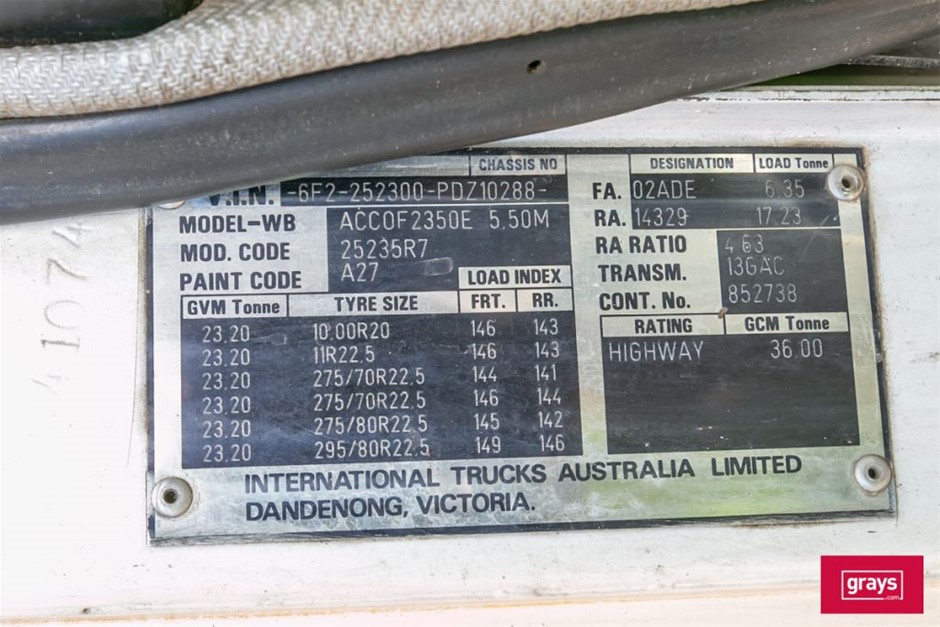 CHASSIS NO
V.I.N. -6F2-252300-PDZ10288-
MODEL-WB ACCOF2350E 5,50M
MOD. CODE 25235R7
PAINT CODE A27
LOAD INDEX
GVM Tonne TYRE SIZE FRT. RR.
23.20 10.00R20 146 143
23.20 11R22.5 146 143
23.20 275/70R22.5 144 141
23.20 275/70R22.5 146 144
23.20 275/80R22.5 145 142
23.20 295/80R22.5 149 146
DESIGNATION LOAD Tonne
FA. 02ADE 6.35
RA. 14329 17.23
RA RATIO 4 63
TRANSM. 13GAC
CONT. No. 852738
RATING GCM Tonne
HIGHWAY 36.00
INTERNATIONAL TRUCKS AUSTRALIA LIMITED
DANDENONG, VICTORIA.
41074
grays
.com